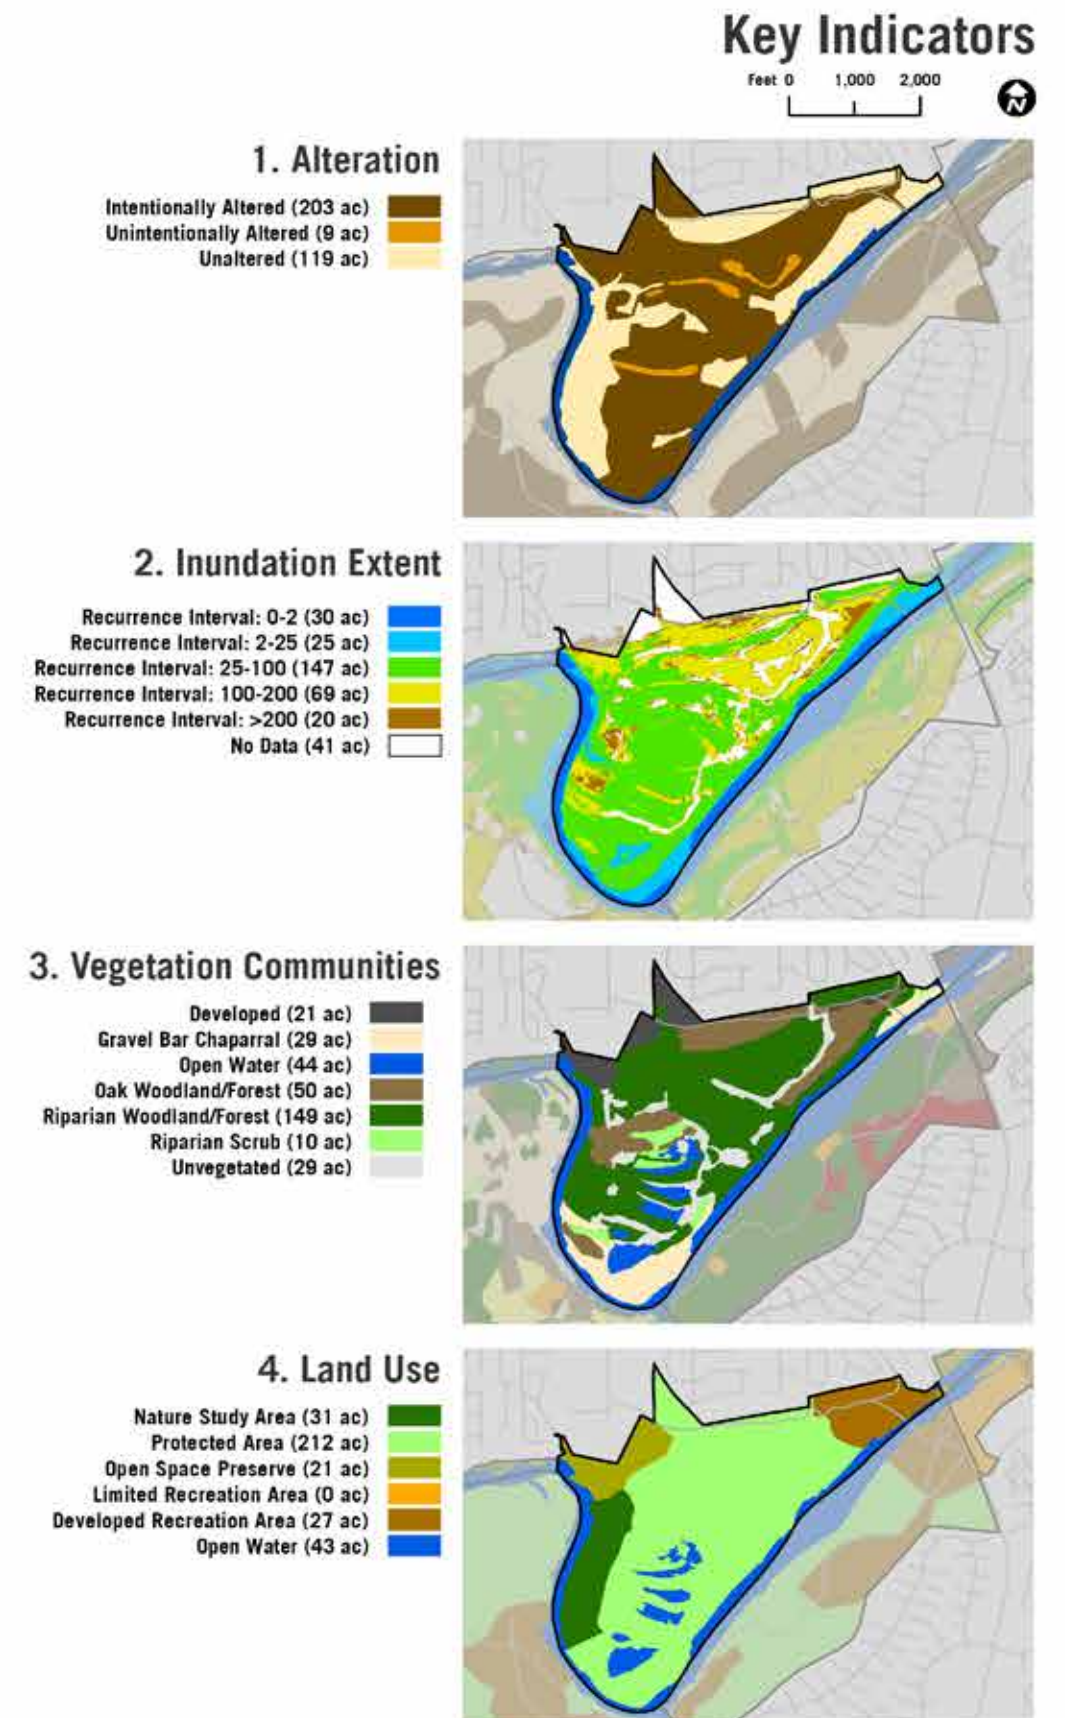 Key Indicators
Feet 0 1,000 2,000
N
1. Alteration
Intentionally Altered (203 ac)
Unintentionally Altered (9 ac)
Unaltered (119 ac)
2. Inundation Extent
Recurrence Interval: 0-2 (30 ac)
Recurrence Interval: 2-25 (25 ac)
Recurrence Interval: 25-100 (147 ac)
Recurrence Interval: 100-200 (69 ac)
Recurrence Interval: >200 (20 ac)
No Data (41 ac)
3. Vegetation Communities
Developed (21 ac)
Gravel Bar Chaparral (29 ac)
Open Water (44 ac)
Oak Woodland/Forest (50 ac)
Riparian Woodland/Forest (149 ac)
Riparian Scrub (10 ac)
Unvegetated (29 ac)
4. Land Use
Nature Study Area (31 ac)
Protected Area (212 ac)
Open Space Preserve (21 ac)
Limited Recreation Area (0 ac)
Developed Recreation Area (27 ac)
Open Water (43 ac)